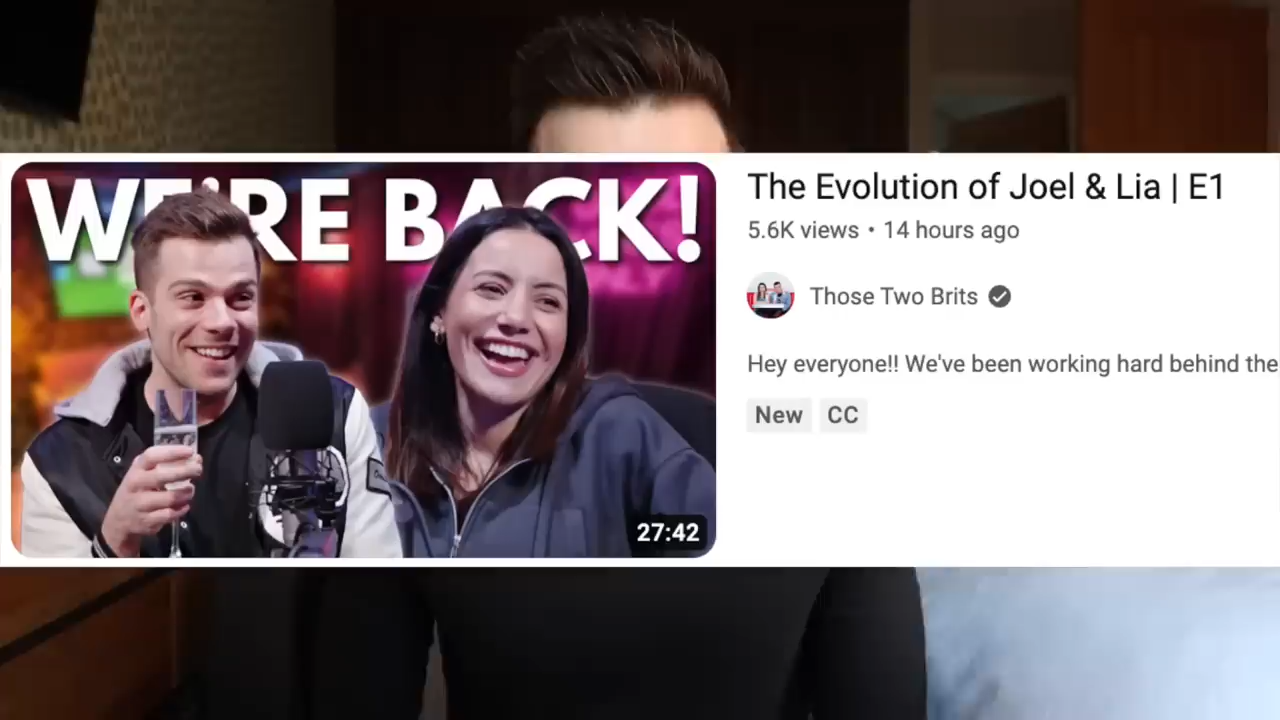 WE'RE BACK!
27:42
The Evolution of Joel & Lia | E1
5.6K views • 14 hours ago
Those Two Brits
Hey everyone!! We've been working hard behind the
New
CC